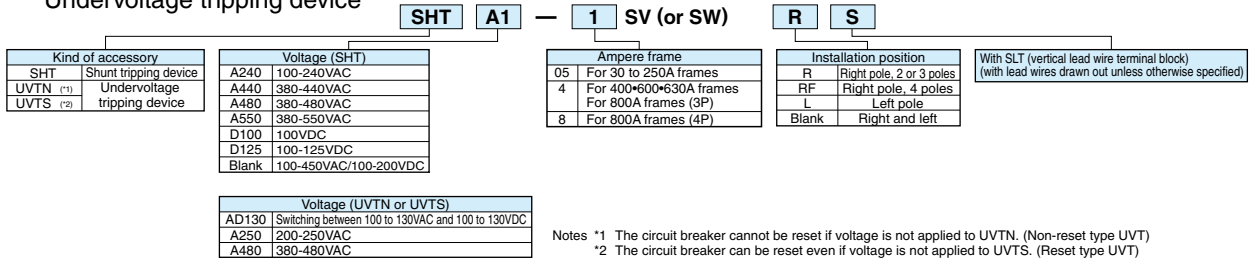 Undervoltage tripping device
SHT A1 — 1 SV (or SW) R S
Kind of accessory
SHT Shunt tripping device
UVTN (*1) Undervoltage
UVTS (*2) tripping device
Voltage (SHT)
A240 100-240VAC
A440 380-440VAC
A480 380-480VAC
A550 380-550VAC
D100 100VDC
D125 100-125VDC
Blank 100-450VAC/100-200VDC
Ampere frame
05 For 30 to 250A frames
4 For 400•600•630A frames
For 800A frames (3P)
8 For 800A frames (4P)
Installation position
R Right pole, 2 or 3 poles
RF Right pole, 4 poles
L Left pole
Blank Right and left
With SLT (vertical lead wire terminal block)
(with lead wires drawn out unless otherwise specified)
Voltage (UVTN or UVTS)
AD130 Switching between 100 to 130VAC and 100 to 130VDC
A250 200-250VAC
A480 380-480VAC
Notes *1 The circuit breaker cannot be reset if voltage is not applied to UVTN. (Non-reset type UVT)
*2 The circuit breaker can be reset even if voltage is not applied to UVTS. (Reset type UVT)